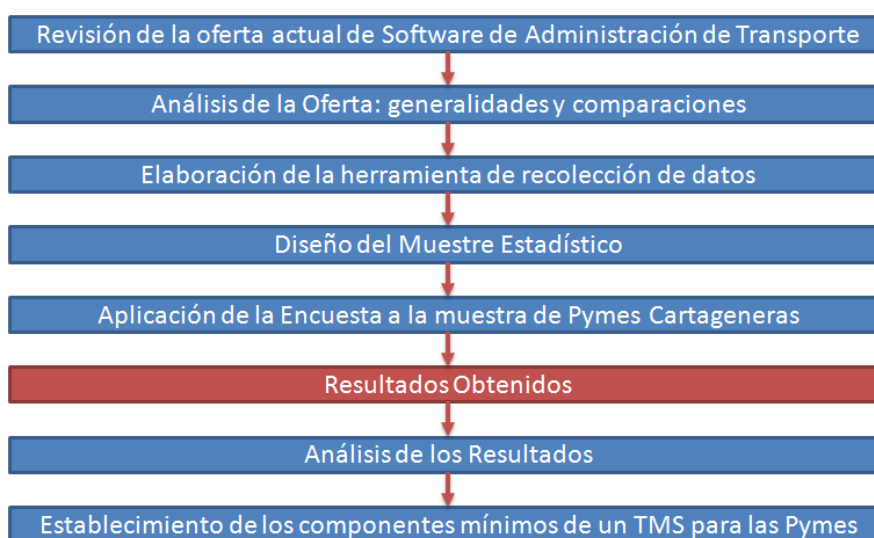 Revisión de la oferta actual de Software de Administración de Transporte
Análisis de la Oferta: generalidades y comparaciones
Elaboración de la herramienta de recolección de datos
Diseño del Muestre Estadístico
Aplicación de la Encuesta a la muestra de Pymes Cartageneras
Resultados Obtenidos
Análisis de los Resultados
Establecimiento de los componentes mínimos de un TMS para las Pymes